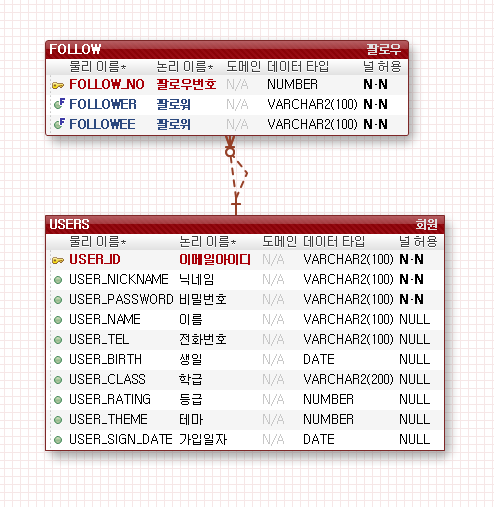 FOLLOW 팔로우
물리 이름* 논리 이름* 도메인 데이터 타입 널 허용
FOLLOW_NO 팔로우번호 N/A NUMBER N-N
FOLLOWER 팔로워 N/A VARCHAR2(100) N-N
FOLLOWEE 팔로위 N/A VARCHAR2(100) N-N
USERS 회원
물리 이름* 논리 이름* 도메인 데이터 타입 널 허용
USER_ID 이메일아이디 N/A VARCHAR2(100) N-N
USER_NICKNAME 닉네임 N/A VARCHAR2(100) N-N
USER_PASSWORD 비밀번호 N/A VARCHAR2(100) N-N
USER_NAME 이름 N/A VARCHAR2(100) NULL
USER_TEL 전화번호 N/A VARCHAR2(100) NULL
USER_BIRTH 생일 N/A DATE NULL
USER_CLASS 학급 N/A VARCHAR2(200) NULL
USER_RATING 등급 N/A NUMBER NULL
USER_THEME 테마 N/A NUMBER NULL
USER_SIGN_DATE 가입일자 N/A DATE NULL